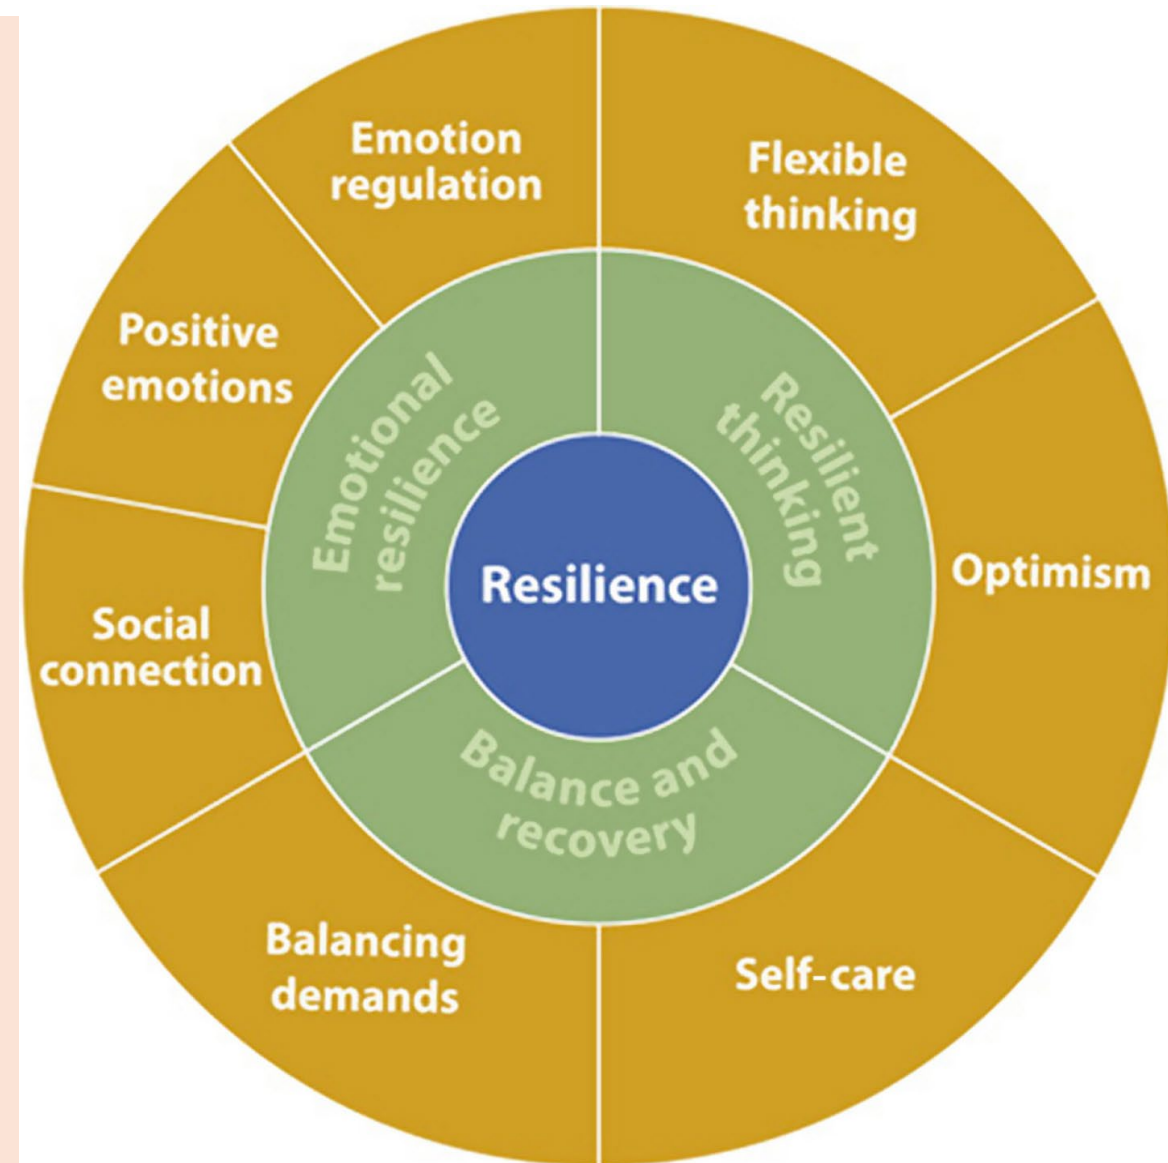 Emotion
regulation
Flexible
thinking
Positive
emotions
Emotional
resilience
Resilient
thinking
Resilience
Optimism
Social
connection
Balance and
recovery
Balancing
demands
Self-care